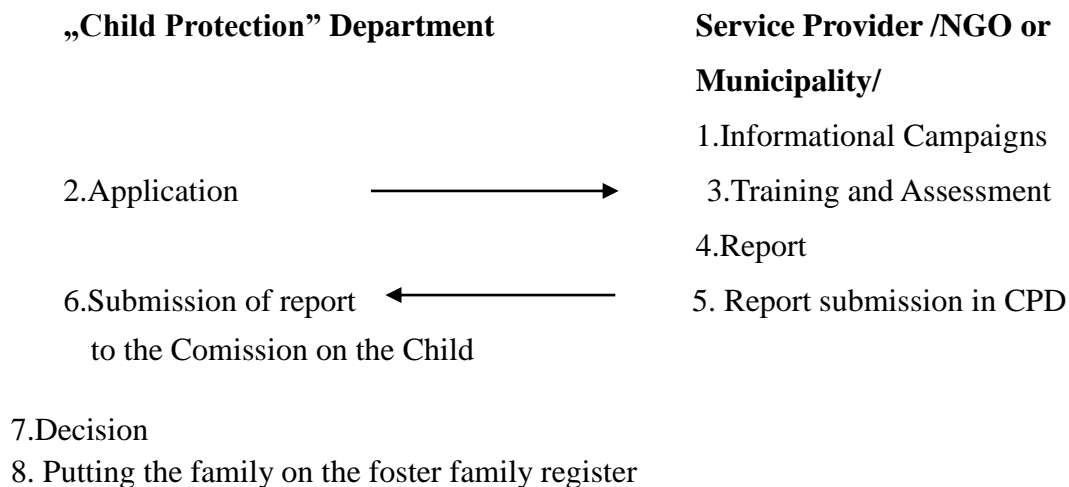 „Child Protection” Department
Service Provider /NGO or
Municipality/
1.Informational Campaigns
2.Application
3.Training and Assessment
4.Report
6.Submission of report
5. Report submission in CPD
to the Comission on the Child
7.Decision
8. Putting the family on the foster family register